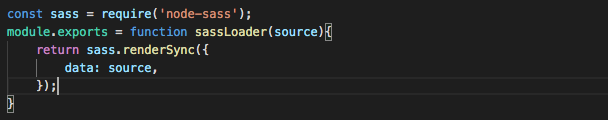 const sass = require('node-sass');
module.exports = function sassLoader(source){
    return sass.renderSync({
        data: source,
    });
}